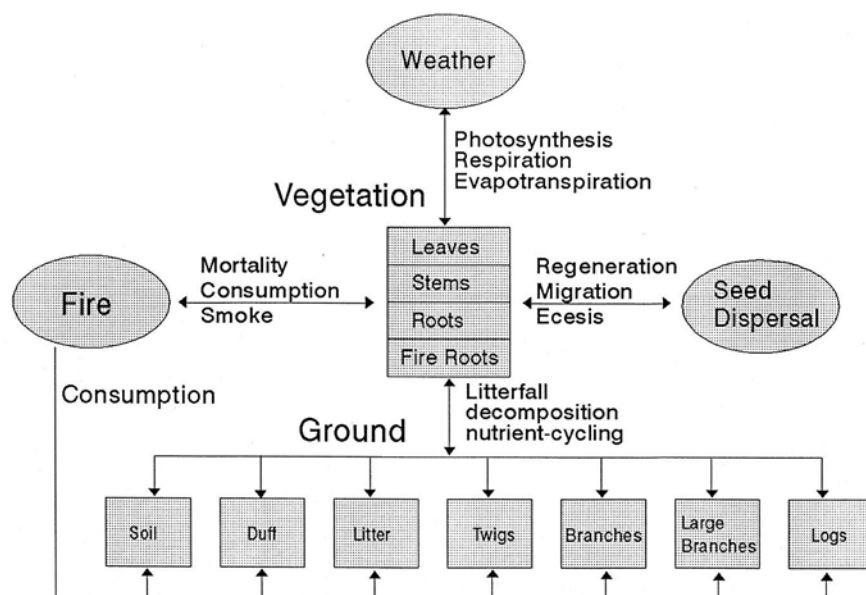 Weather
Photosynthesis
Respiration
Evapotranspiration
Vegetation
Leaves
Stems
Roots
Fire Roots
Fire
Mortality
Consumption
Smoke
Regeneration
Migration
Ecesis
Seed
Dispersal
Consumption
Litterfall
decomposition
nutrient-cycling
Ground
Soil
Duff
Litter
Twigs
Branches
Large
Branches
Logs